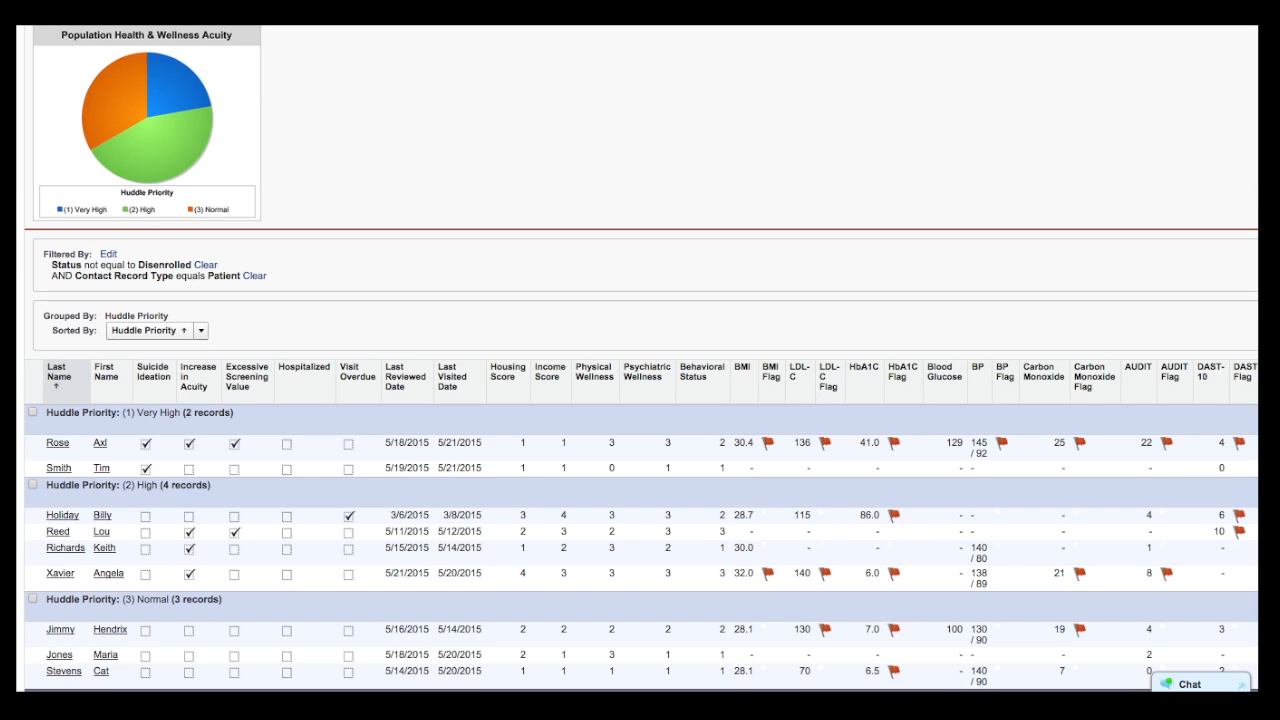 Population Health & Wellness Acuity
Huddle Priority
(1) Very High (2) High (3) Normal
Filtered By: Edit
Status not equal to Disenrolled Clear
AND Contact Record Type equals Patient Clear
Grouped By: Huddle Priority
Sorted By: Huddle Priority ↑
Last Name ↑ First Name Suicide Ideation Increase in Acuity Excessive Screening Value Hospitalized Visit Overdue Last Reviewed Date Last Visited Date Housing Score Income Score Physical Wellness Psychiatric Wellness Behavioral Status BMI BMI Flag LDL-C LDL-C Flag HbA1C HbA1C Flag Blood Glucose BP BP Flag Carbon Monoxide Carbon Monoxide Flag AUDIT AUDIT Flag DAST-10 DAST Flag
Huddle Priority: (1) Very High (2 records)
Rose Axl 5/18/2015 5/21/2015 1 1 3 3 2 30.4 136 41.0 129 145 / 92 25 22 4
Smith Tim 5/19/2015 5/21/2015 1 1 0 1 1 - - - - - - - 0
Huddle Priority: (2) High (4 records)
Holiday Billy 3/6/2015 3/8/2015 3 4 3 3 2 28.7 115 86.0 - - - 4 6
Reed Lou 5/11/2015 5/12/2015 2 3 2 3 3 - - - - - - - 10
Richards Keith 5/15/2015 5/14/2015 1 2 3 2 1 30.0 - - - 140 / 80 - 1 -
Xavier Angela 5/21/2015 5/20/2015 4 3 3 3 3 32.0 140 6.0 - 138 / 89 21 8 -
Huddle Priority: (3) Normal (3 records)
Jimmy Hendrix 5/16/2015 5/14/2015 2 2 2 2 2 28.1 130 7.0 100 130 / 90 19 4 3
Jones Maria 5/18/2015 5/20/2015 2 1 3 1 1 - - - - - - 2 -
Stevens Cat 5/14/2015 5/20/2015 1 1 1 1 1 28.1 70 6.5 - 140 / 90 7 0
Chat